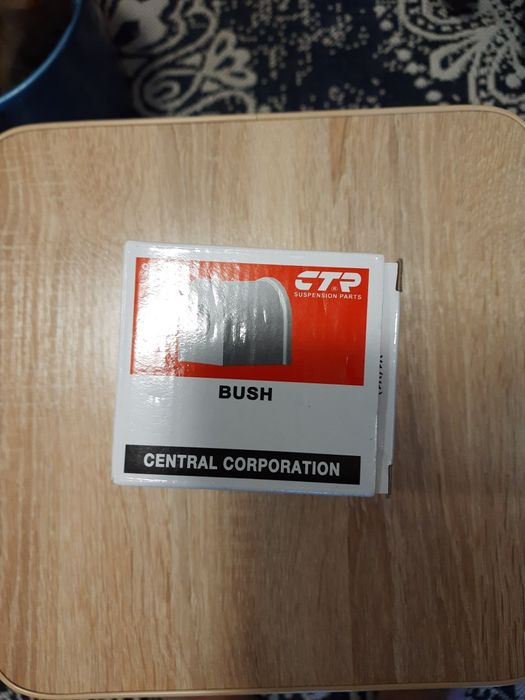 CTR
®
SUSPENSION PARTS
BUSH
CENTRAL CORPORATION